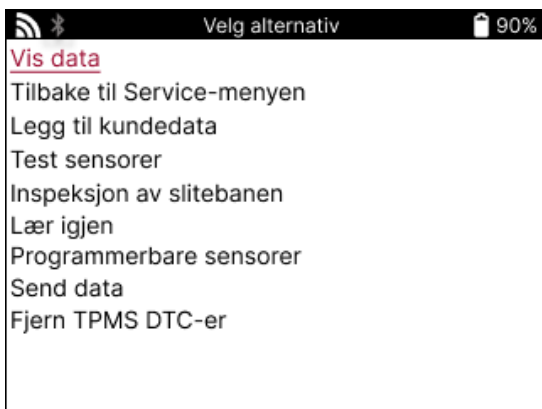 Velg alternativ 90%
Vis data
Tilbake til Service-menyen
Legg til kundedata
Test sensorer
Inspeksjon av slitebanen
Lær igjen
Programmerbare sensorer
Send data
Fjern TPMS DTC-er